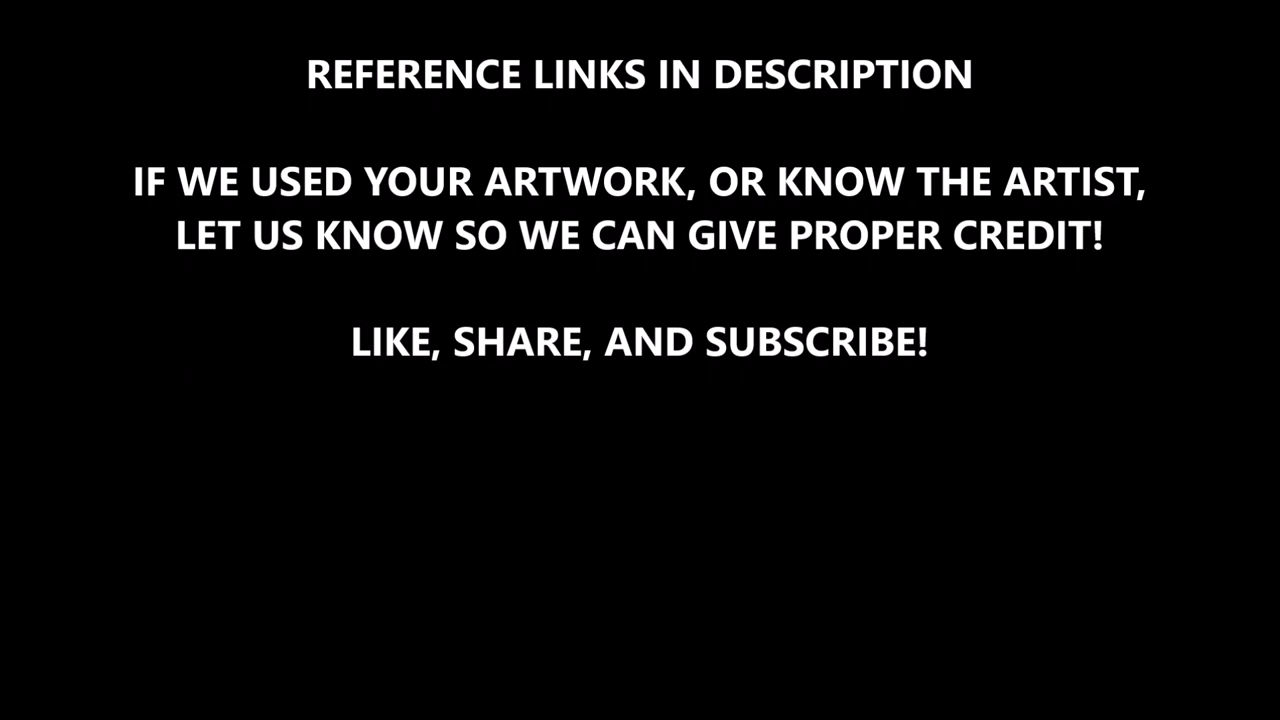 REFERENCE LINKS IN DESCRIPTION
IF WE USED YOUR ARTWORK, OR KNOW THE ARTIST,
LET US KNOW SO WE CAN GIVE PROPER CREDIT!
LIKE, SHARE, AND SUBSCRIBE!